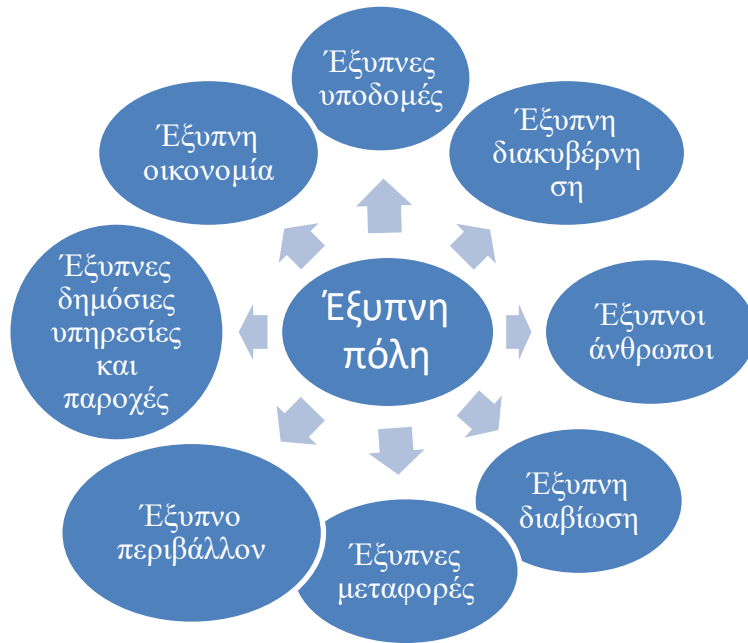 Έξυπνες
υποδομές
Έξυπνη
διακυβέρνη
ση
Έξυπνοι
άνθρωποι
Έξυπνη
διαβίωση
Έξυπνες
μεταφορές
Έξυπνο
περιβάλλον
Έξυπνες
δημόσιες
υπηρεσίες
και
παροχές
Έξυπνη
οικονομία
Έξυπνη
πόλη